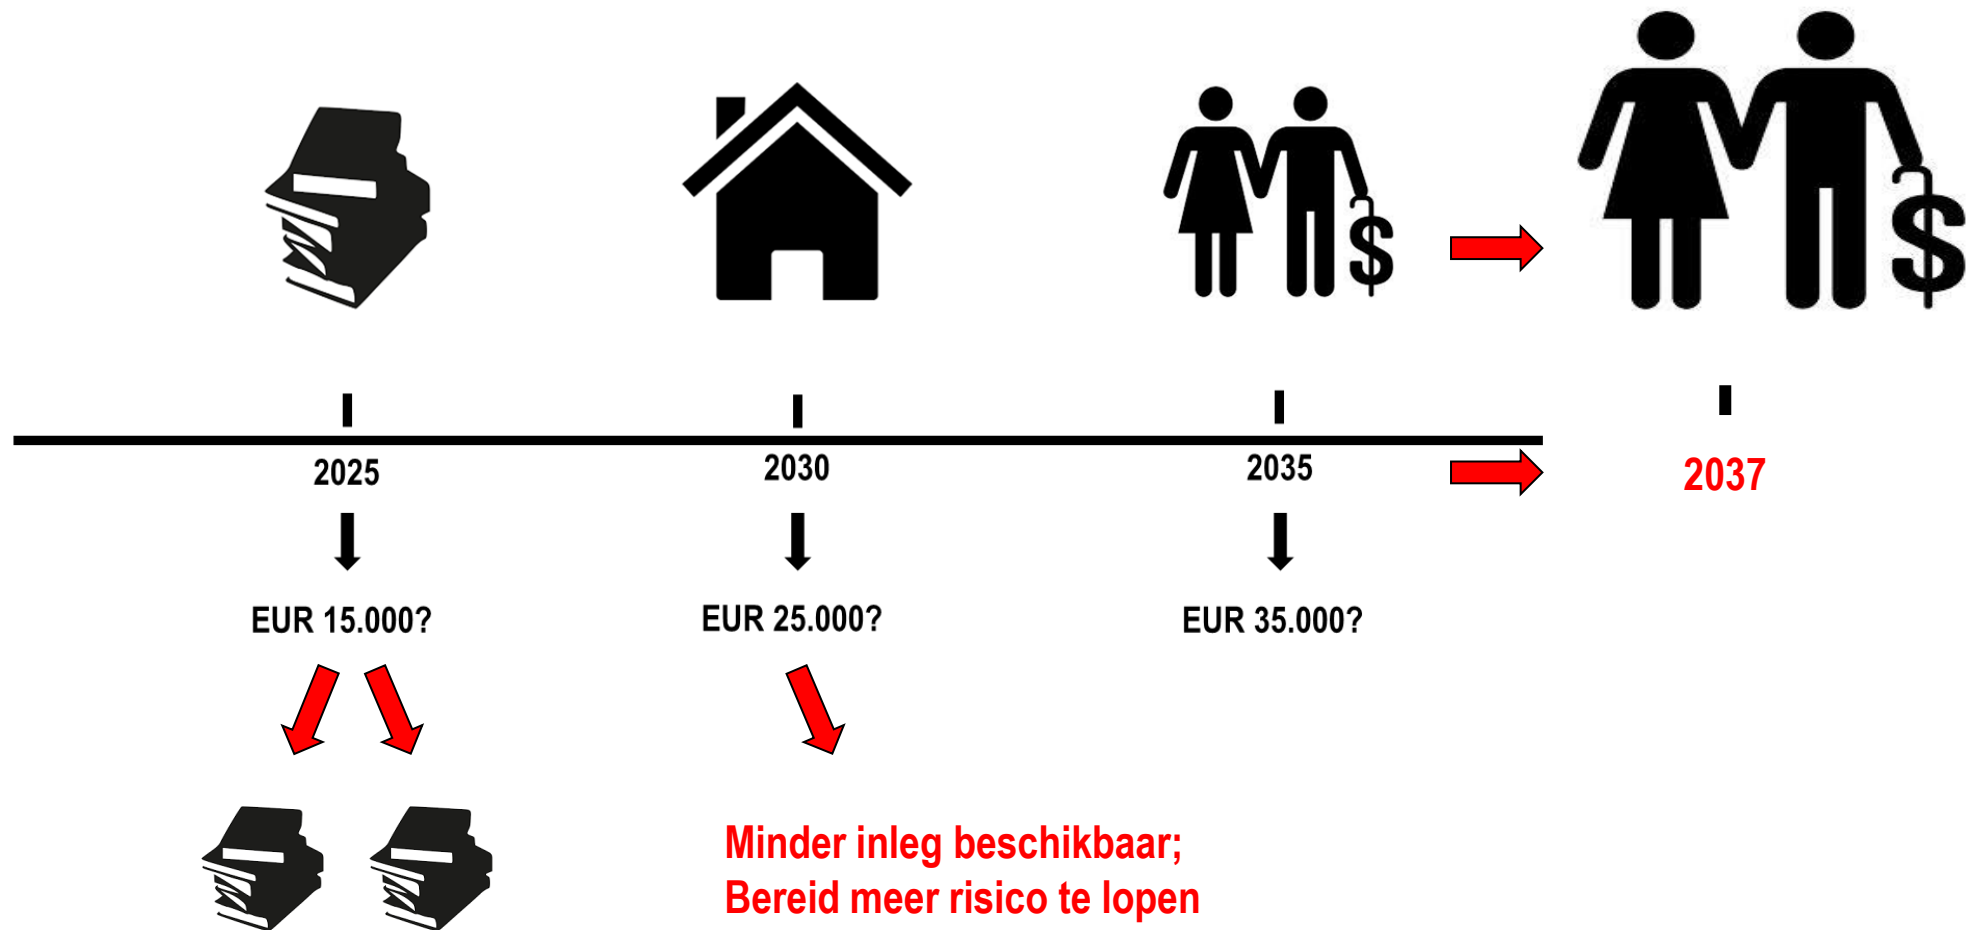 2025
2030
2035
2037
EUR 15.000?
EUR 25.000?
EUR 35.000?
Minder inleg beschikbaar;
Bereid meer risico te lopen